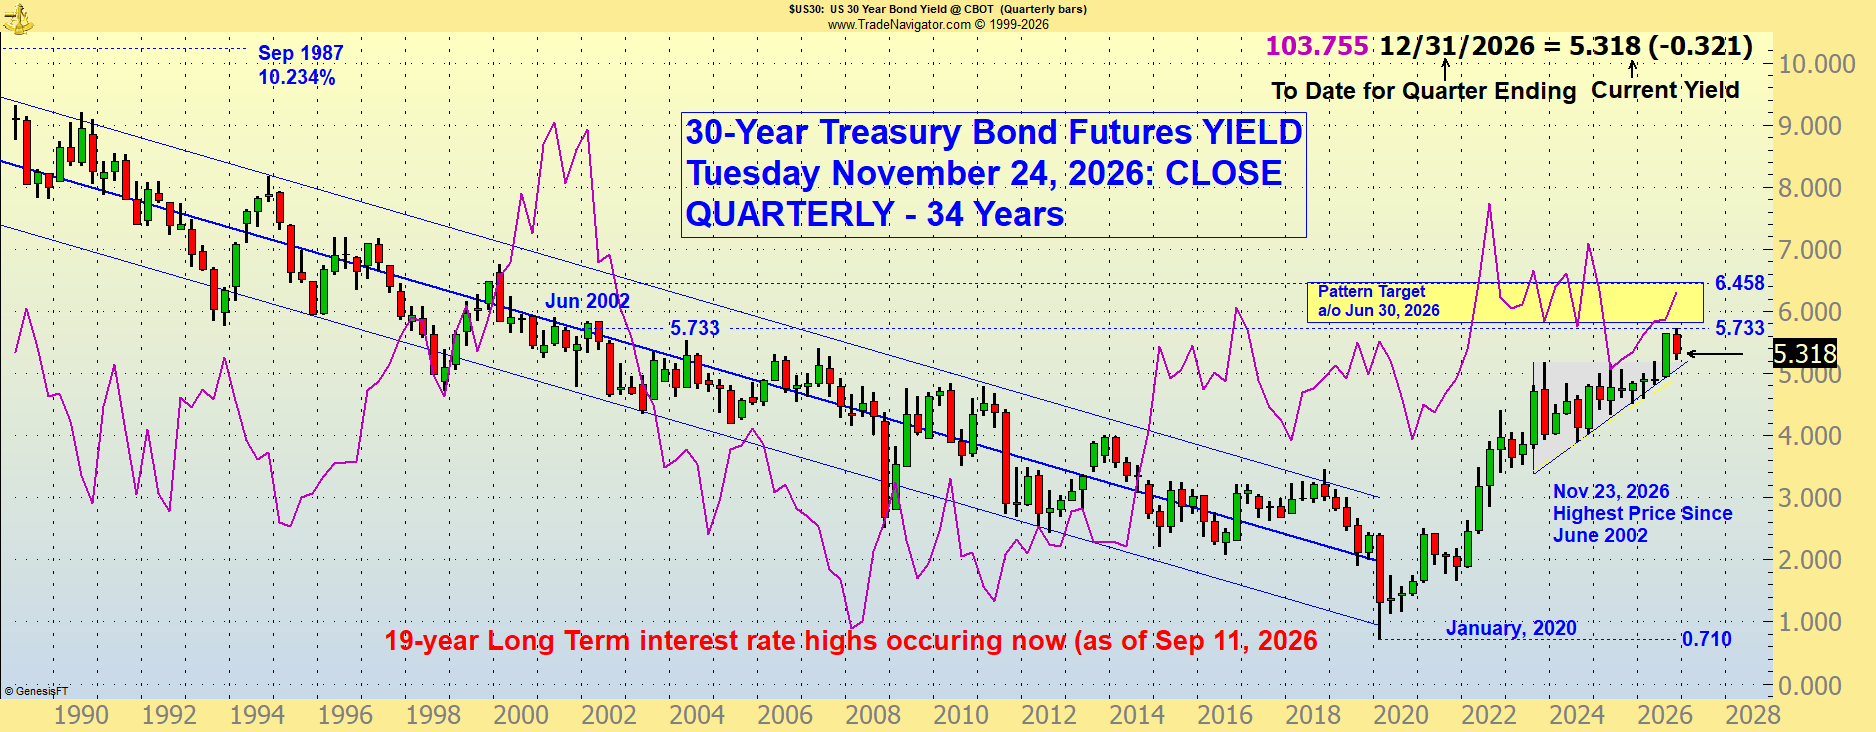 $US30:  US 30 Year Bond Yield @ CBOT  (Quarterly bars)
www.TradeNavigator.com © 1999-2026
Sep 1987
10.234%
103.755 12/31/2026 = 5.318 (-0.321)
To Date for Quarter Ending
Current Yield
30-Year Treasury Bond Futures YIELD
Tuesday November 24, 2026: CLOSE
QUARTERLY - 34 Years
Jun 2002
5.733
Pattern Target
a/o Jun 30, 2026
6.458
5.733
5.318
Nov 23, 2026
Highest Price Since
June 2002
19-year Long Term interest rate highs occuring now (as of Sep 11, 2026
January, 2020
0.710
10.000
9.000
8.000
7.000
6.000
5.000
4.000
3.000
2.000
1.000
0.000
© GenesisFT
1990 1992 1994 1996 1998 2000 2002 2004 2006 2008 2010 2012 2014 2016 2018 2020 2022 2024 2026 2028